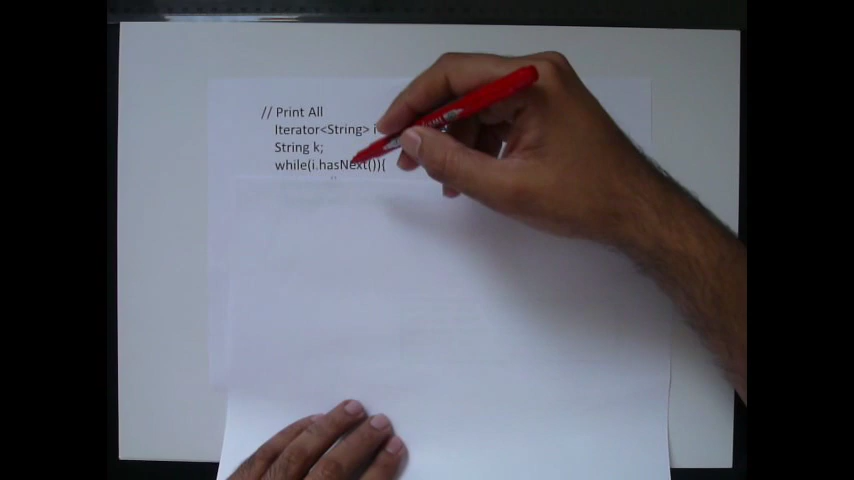 // Print All
Iterator<String> i
String k;
while(i.hasNext()){